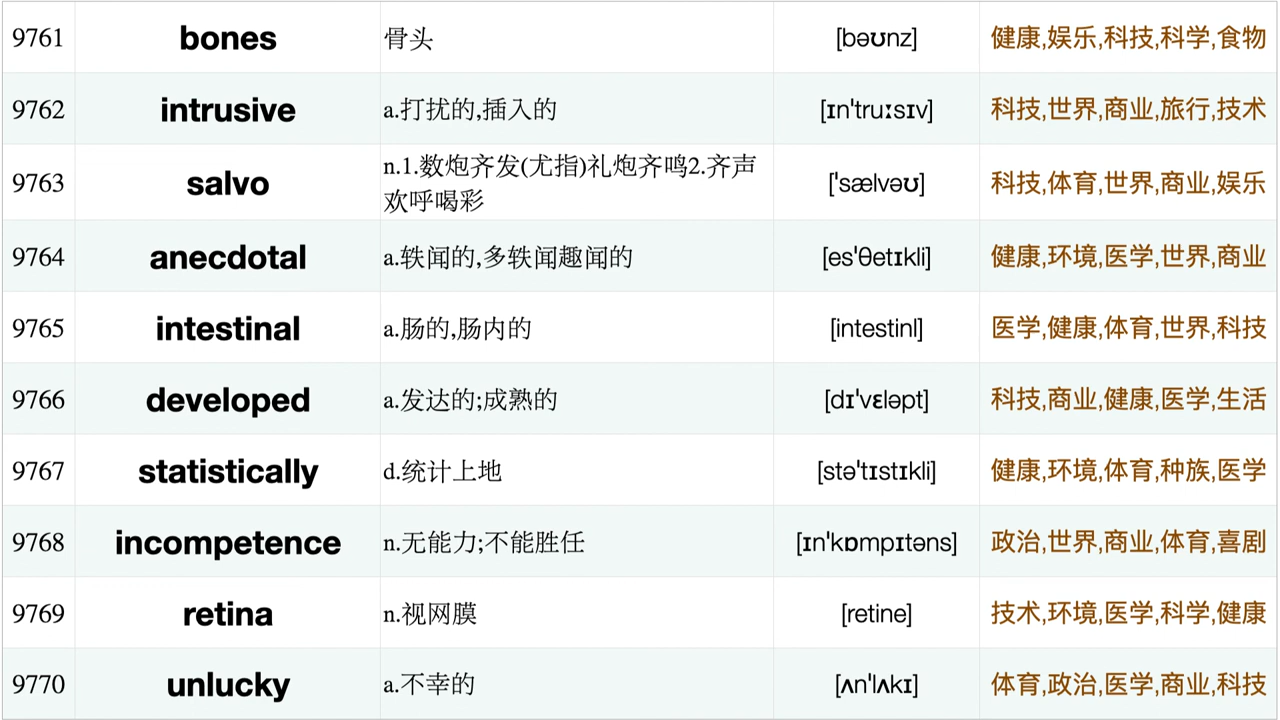 9761 bones 骨头 [bəʊnz] 健康,娱乐,科技,科学,食物
9762 intrusive a.打扰的,插入的 [ɪn'truːsɪv] 科技,世界,商业,旅行,技术
9763 salvo n.1.数炮齐发(尤指)礼炮齐鸣2.齐声 ['sælvəʊ] 科技,体育,世界,商业,娱乐
欢呼喝彩
9764 anecdotal a.轶闻的,多轶闻趣闻的 [es'θetɪkli] 健康,环境,医学,世界,商业
9765 intestinal a.肠的,肠内的 [intestinl] 医学,健康,体育,世界,科技
9766 developed a.发达的;成熟的 [dɪ'vɛləpt] 科技,商业,健康,医学,生活
9767 statistically d.统计上地 [stə'tɪstɪkli] 健康,环境,体育,种族,医学
9768 incompetence n.无能力;不能胜任 [ɪn'kɒmpɪtəns] 政治,世界,商业,体育,喜剧
9769 retina n.视网膜 [retine] 技术,环境,医学,科学,健康
9770 unlucky a.不幸的 [ʌn'lʌkɪ] 体育,政治,医学,商业,科技